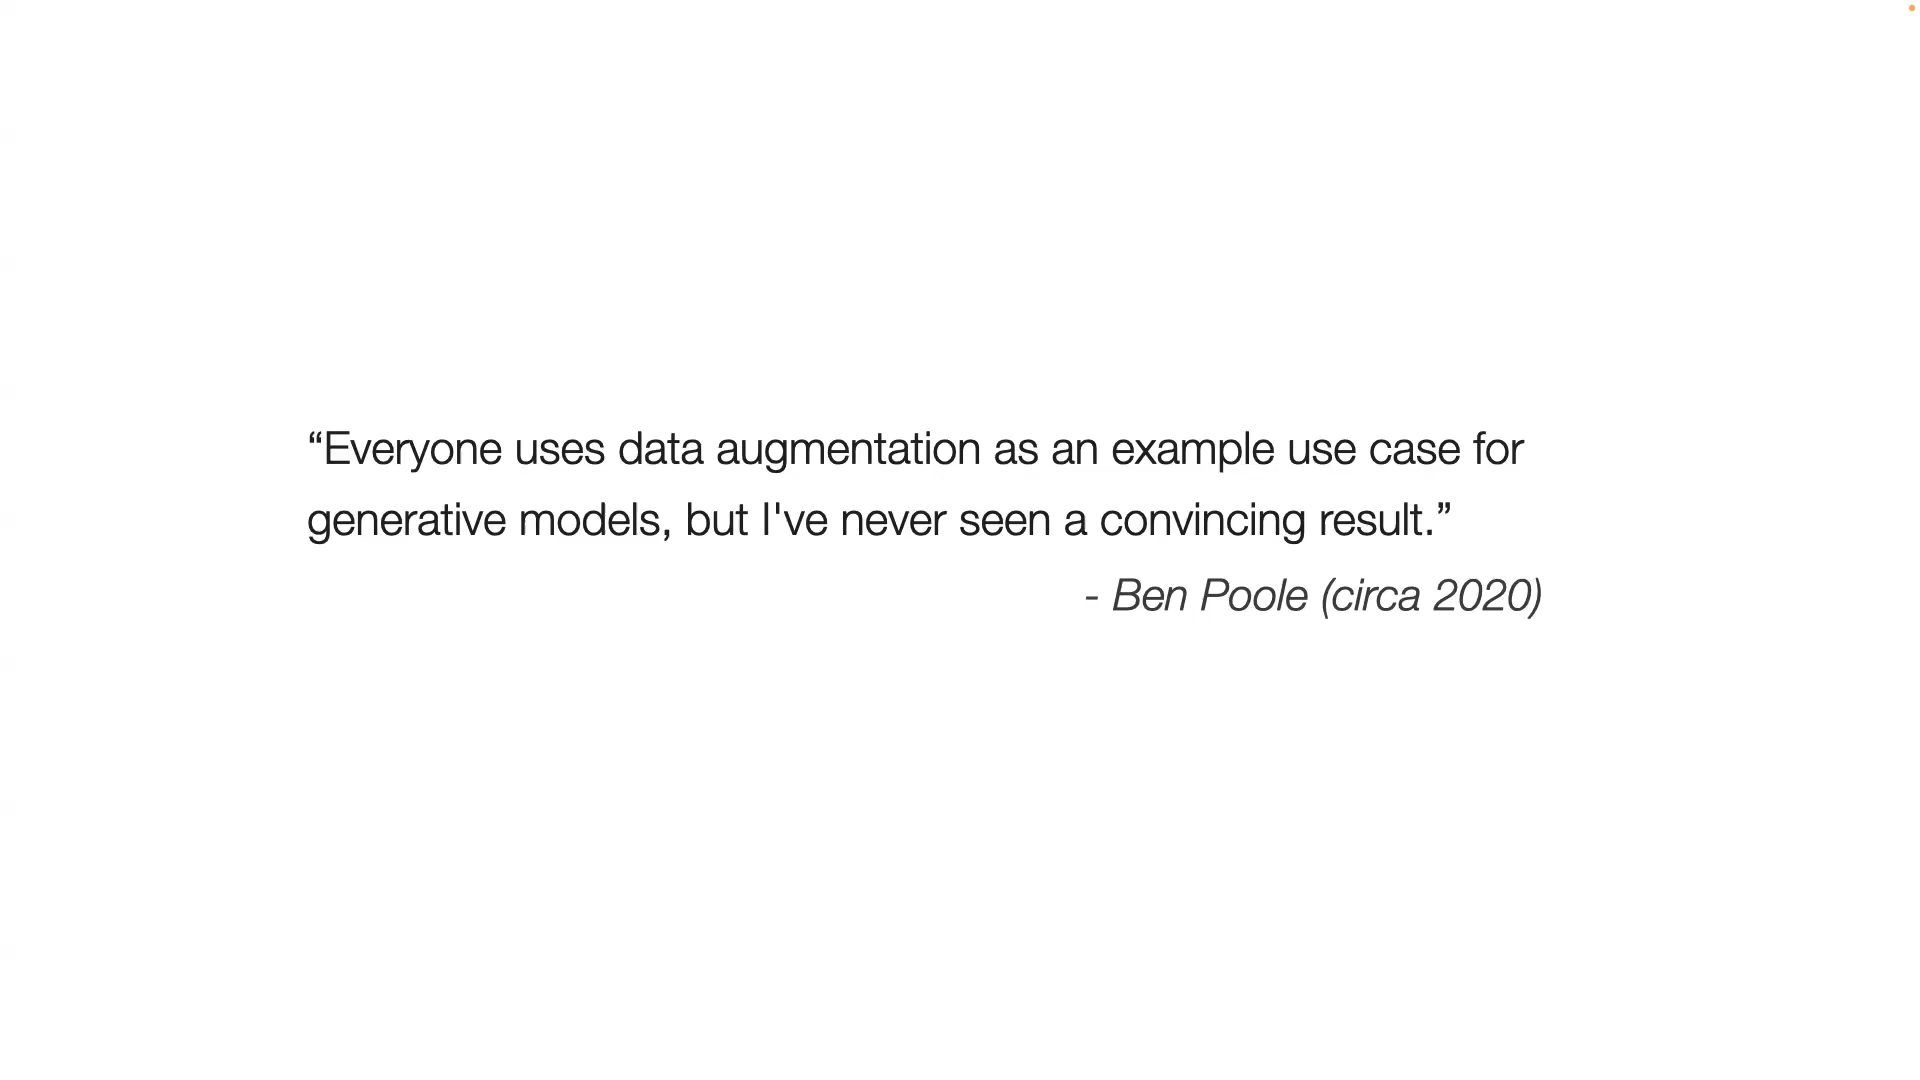 “Everyone uses data augmentation as an example use case for
generative models, but I've never seen a convincing result.”
- Ben Poole (circa 2020)